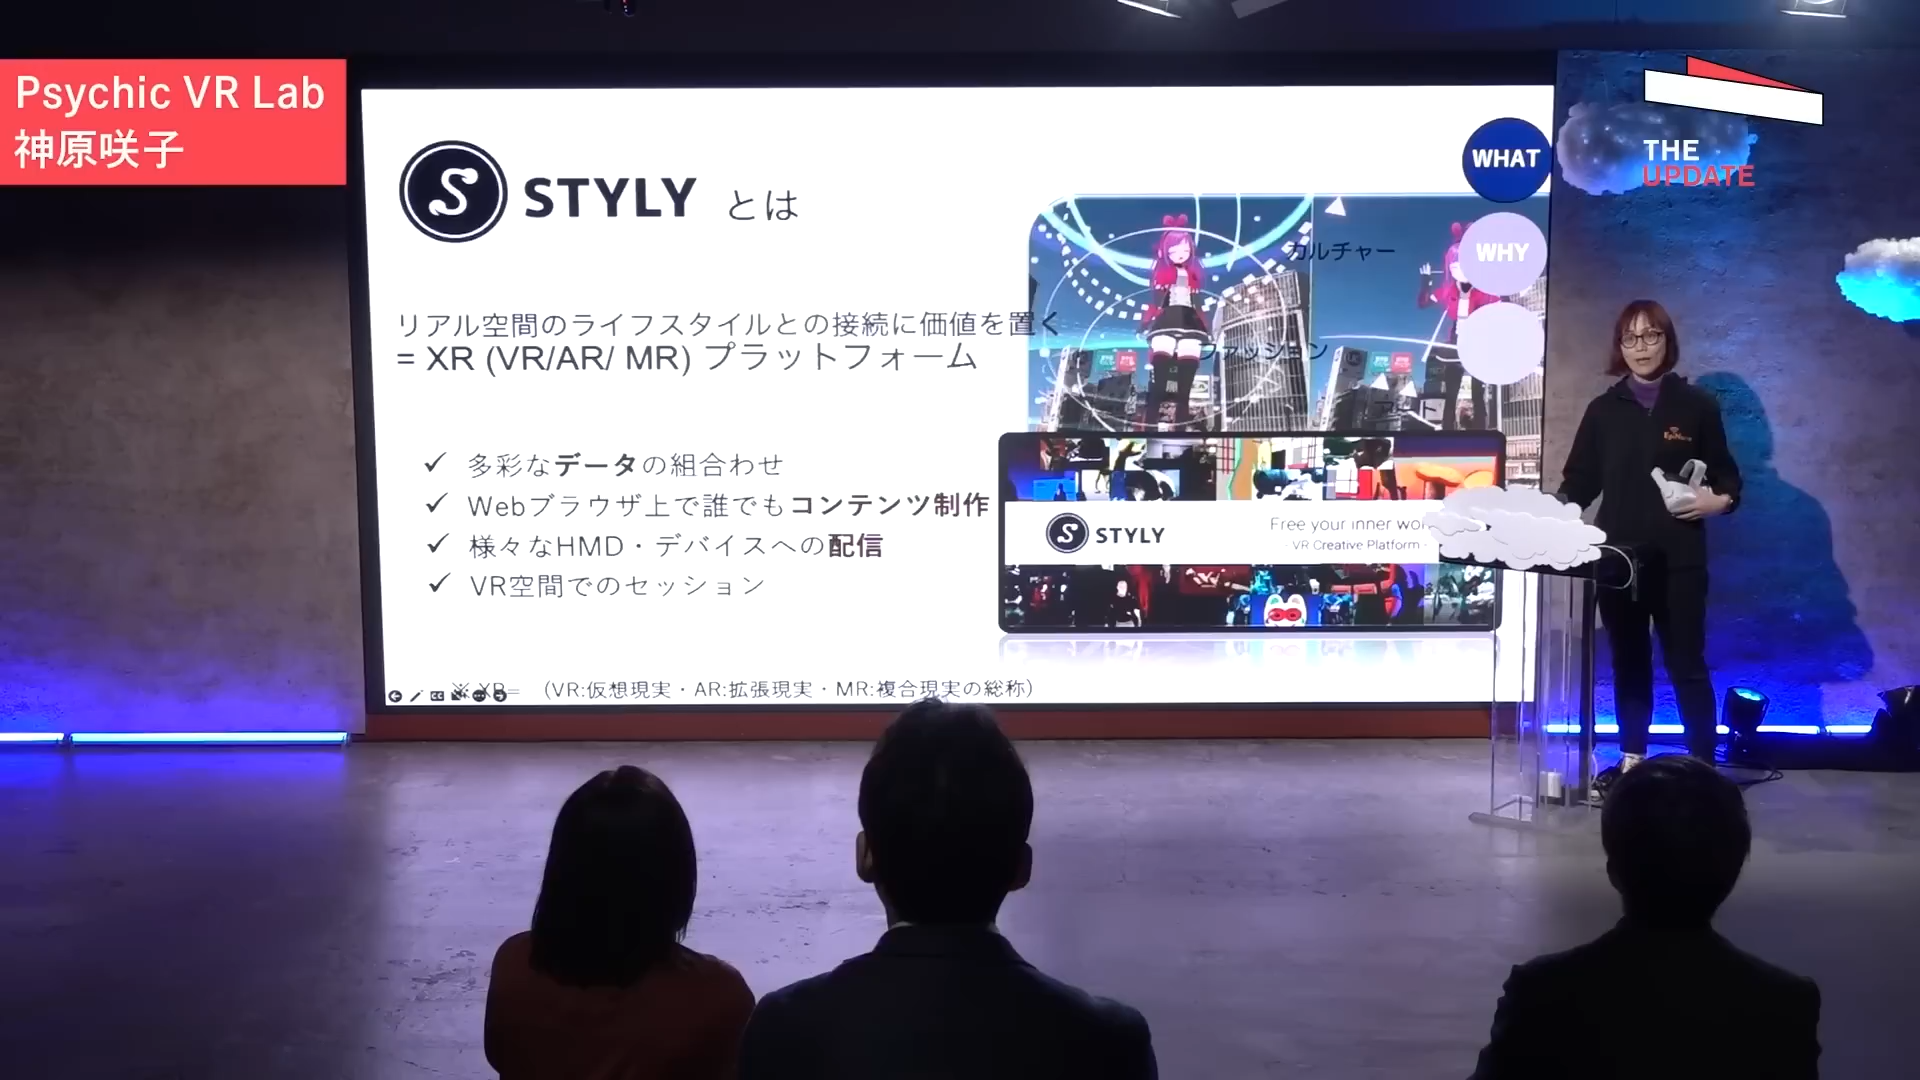 Psychic VR Lab
神原咲子
THE
UPDATE
STYLY とは
WHAT
WHY
カルチャー
リアル空間のライフスタイルとの接続に価値を置く
= XR (VR/AR/ MR) プラットフォーム
ファッション
アート
多彩なデータの組合わせ
Webブラウザ上で誰でもコンテンツ制作
様々なHMD・デバイスへの配信
VR空間でのセッション
STYLY
Free your inner
- VR Creative Platform -
※ XR= (VR:仮想現実・AR:拡張現実・MR:複合現実の総称)